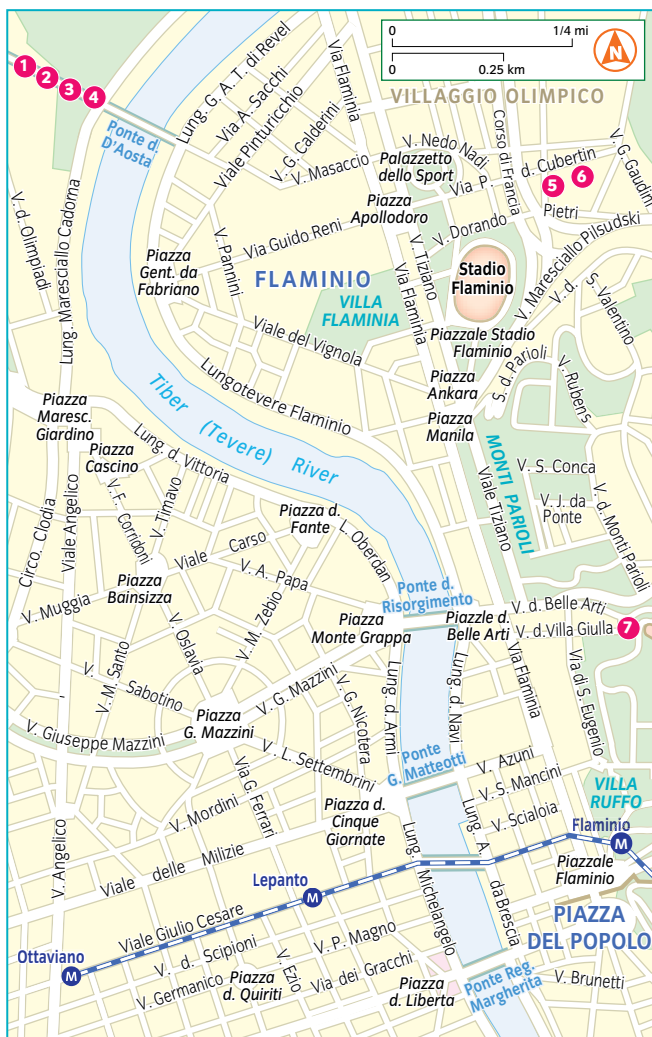 0
1/4 mi
0
0.25 km
N
VILLAGGIO OLIMPICO
1
2
3
4
Ponte d.
D'Aosta
Lung. G. A. T. di Revel
Via A. Sacchi
Viale Pinturicchio
V. G. Calderini
Via Flaminia
V. Masaccio
V. Nedo Nadi
Palazzetto
dello Sport
Corso di Francia
Via P. d. Cubertin
V. G. Gaudini
5
6
Piazza
Apollodoro
Pietri
V. Dorando
V. Maresciallo Pilsudski
V. d. Olimpiadi
Lung. Maresciallo Cadorna
Piazza
Gent. da
Fabriano
V. Pannini
Via Guido Reni
FLAMINIO
VILLA
FLAMINIA
V. Tiziano
Via Flaminia
Stadio
Flaminio
V. d.
S. Valentino
Viale del Vignola
Piazzale Stadio
Flaminio
Lungotevere Flaminio
Piazza
Ankara
S. d. Parioli
V. Rubens
Piazza
Manila
Piazza
Maresc.
Giardino
Tiber (Tevere) River
Piazza
Cascino
Lung. d. Vittoria
MONTI PARIOLI
V. S. Conca
V. J. da
Ponte
V. d. Monti Parioli
Viale Tiziano
Circo. Clodia
Viale Angelico
V. F. Corridoni
V. Timavo
Piazza d.
Fante
L. Oberdan
Viale Carso
V. A. Papa
Piazza
Bainsizza
V. Muggia
Ponte d.
Risorgimento
V. d. Belle Arti
Piazzle d.
Belle Arti
V. d. Villa Giulla
7
Piazza
Monte Grappa
V. M. Zebio
V. Oslavia
V. M. Santo
V. Sabotino
V. G. Mazzini
V. G. Nicotera
Lung. d. Armi
Lung. d. Navi
Via Flaminia
Via di S. Eugenio
Piazza
G. Mazzini
V. Giuseppe Mazzini
Ponte
G. Matteotti
V. L. Settembrini
V. Azuni
V. S. Mancini
V. Scialoia
VILLA
RUFFO
Via G. Ferrari
V. Mordini
Piazza d.
Cinque
Giornate
Flaminio
M
Piazzale
Flaminio
V. Angelico
Viale delle Milizie
Lepanto
M
Lung. Michelangelo
Lung. A. da Brescia
PIAZZA
DEL POPOLO
Viale Giulio Cesare
Ottaviano
M
V. d. Scipioni
V. P. Magno
V. Ezio
V. Germanico
Piazza
d. Quiriti
Via dei Gracchi
Piazza
d. Liberta
Ponte Reg.
Margherita
V. Brunetti